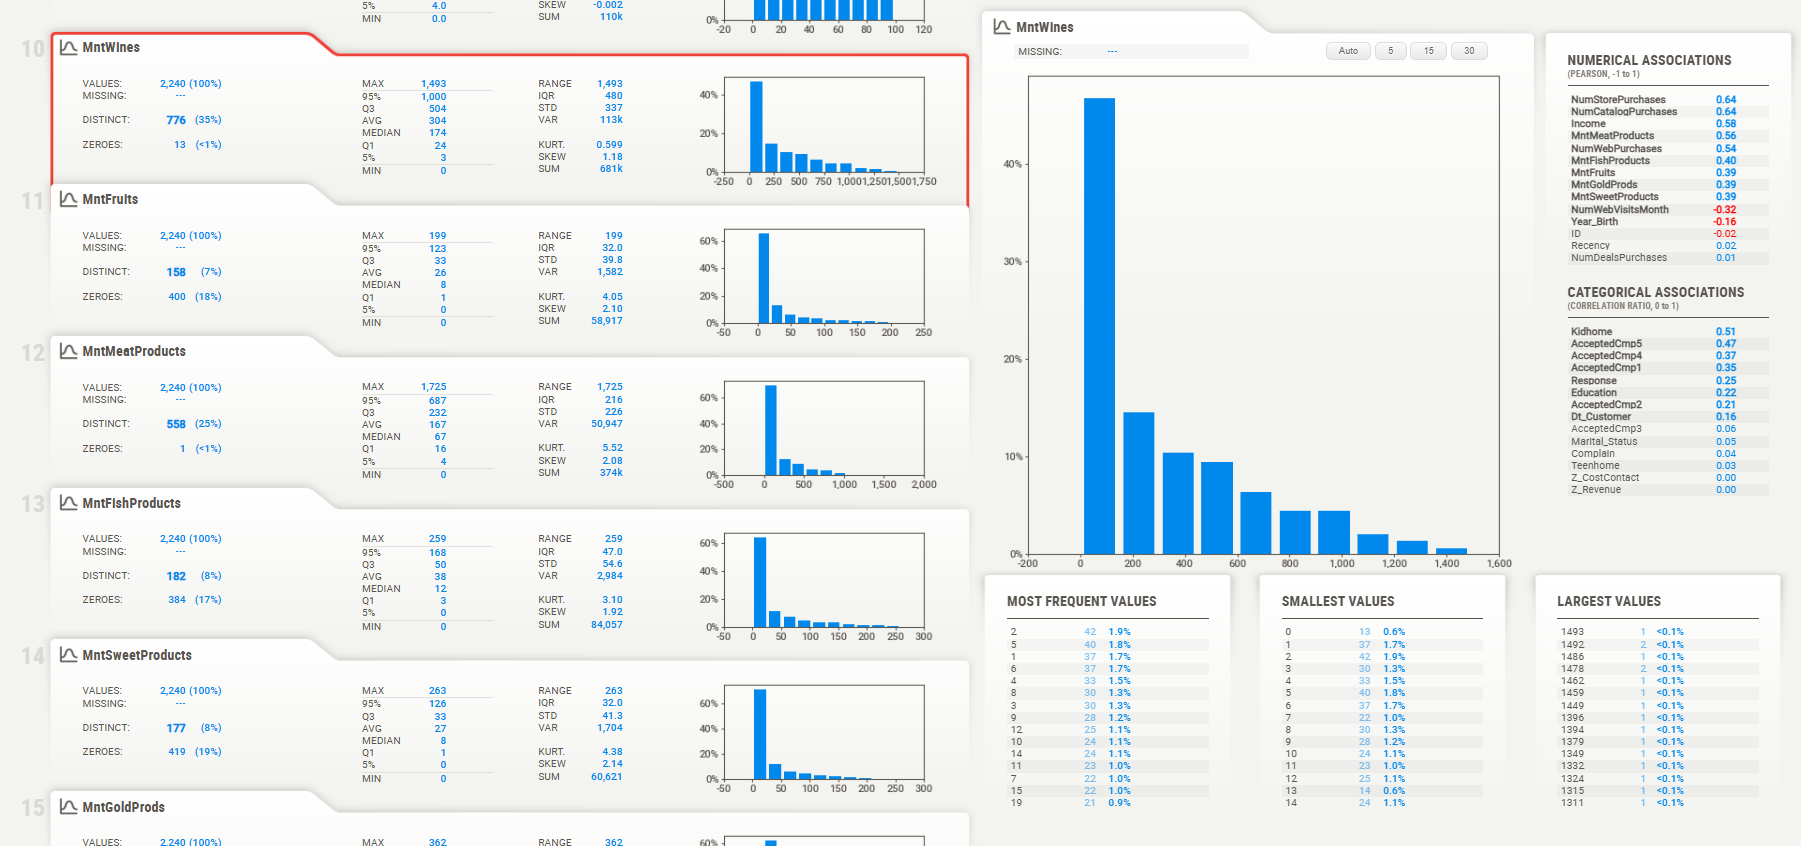 5% 4.0 SKEW -0.002
MIN 0.0 SUM 110k
0%
-20 0 20 40 60 80 100 120
10
MntWines
VALUES: 2,240 (100%)
MISSING: ---
DISTINCT: 776 (35%)
ZEROES: 13 (<1%)
MAX 1,493
95% 1,000
Q3 504
AVG 304
MEDIAN 174
Q1 24
5% 3
MIN 0
RANGE 1,493
IQR 480
STD 337
VAR 113k
KURT. 0.599
SKEW 1.18
SUM 681k
40%
20%
0%
-250 0 250 500 750 1,000 1250 1500 1,750
11
MntFruits
VALUES: 2,240 (100%)
MISSING: ---
DISTINCT: 158 (7%)
ZEROES: 400 (18%)
MAX 199
95% 123
Q3 33
AVG 26
MEDIAN 8
Q1 1
5% 0
MIN 0
RANGE 199
IQR 32.0
STD 39.8
VAR 1,582
KURT. 4.05
SKEW 2.10
SUM 58,917
60%
40%
20%
0%
-50 0 50 100 150 200 250
12
MntMeatProducts
VALUES: 2,240 (100%)
MISSING: ---
DISTINCT: 558 (25%)
ZEROES: 1 (<1%)
MAX 1,725
95% 687
Q3 232
AVG 167
MEDIAN 67
Q1 16
5% 4
MIN 0
RANGE 1,725
IQR 216
STD 226
VAR 50,947
KURT. 5.52
SKEW 2.08
SUM 374k
60%
40%
20%
0%
-500 0 500 1,000 1,500 2,000
13
MntFishProducts
VALUES: 2,240 (100%)
MISSING: ---
DISTINCT: 182 (8%)
ZEROES: 384 (17%)
MAX 259
95% 168
Q3 50
AVG 38
MEDIAN 12
Q1 3
5% 0
MIN 0
RANGE 259
IQR 47.0
STD 54.6
VAR 2,984
KURT. 3.10
SKEW 1.92
SUM 84,057
60%
40%
20%
0%
-50 0 50 100 150 200 250 300
14
MntSweetProducts
VALUES: 2,240 (100%)
MISSING: ---
DISTINCT: 177 (8%)
ZEROES: 419 (19%)
MAX 263
95% 126
Q3 33
AVG 27
MEDIAN 8
Q1 1
5% 0
MIN 0
RANGE 263
IQR 32.0
STD 41.3
VAR 1,704
KURT. 4.38
SKEW 2.14
SUM 60,621
60%
40%
20%
0%
-50 0 50 100 150 200 250 300
15
MntGoldProds
VALUES: 2,240 (100%)
MAX 362
RANGE 362
60%
MntWines
MISSING: ---
Auto 5 15 30
40%
30%
20%
10%
0%
-200 0 200 400 600 800 1,000 1,200 1,400 1,600
NUMERICAL ASSOCIATIONS
(PEARSON, -1 to 1)
NumStorePurchases 0.64
NumCatalogPurchases 0.64
Income 0.58
MntMeatProducts 0.56
NumWebPurchases 0.54
MntFishProducts 0.40
MntFruits 0.39
MntGoldProds 0.39
MntSweetProducts 0.39
NumWebVisitsMonth -0.32
Year_Birth -0.16
ID -0.02
Recency 0.02
NumDealsPurchases 0.01
CATEGORICAL ASSOCIATIONS
(CORRELATION RATIO, 0 to 1)
Kidhome 0.51
AcceptedCmp5 0.47
AcceptedCmp4 0.37
AcceptedCmp1 0.35
Response 0.25
Education 0.22
AcceptedCmp2 0.21
Dt_Customer 0.16
AcceptedCmp3 0.06
Marital_Status 0.05
Complain 0.04
Teenhome 0.03
Z_CostContact 0.00
Z_Revenue 0.00
MOST FREQUENT VALUES
2 42 1.9%
5 40 1.8%
1 37 1.7%
6 37 1.7%
4 33 1.5%
8 30 1.3%
3 30 1.3%
9 28 1.2%
12 25 1.1%
10 24 1.1%
14 24 1.1%
11 23 1.0%
7 22 1.0%
15 22 1.0%
19 21 0.9%
SMALLEST VALUES
0 13 0.6%
1 37 1.7%
2 42 1.9%
3 30 1.3%
4 33 1.5%
5 40 1.8%
6 37 1.7%
7 22 1.0%
8 30 1.3%
9 28 1.2%
10 24 1.1%
11 23 1.0%
12 25 1.1%
13 14 0.6%
14 24 1.1%
LARGEST VALUES
1493 1 <0.1%
1492 2 <0.1%
1486 1 <0.1%
1478 2 <0.1%
1462 1 <0.1%
1459 1 <0.1%
1449 1 <0.1%
1396 1 <0.1%
1394 1 <0.1%
1379 1 <0.1%
1349 1 <0.1%
1332 1 <0.1%
1324 1 <0.1%
1315 1 <0.1%
1311 1 <0.1%